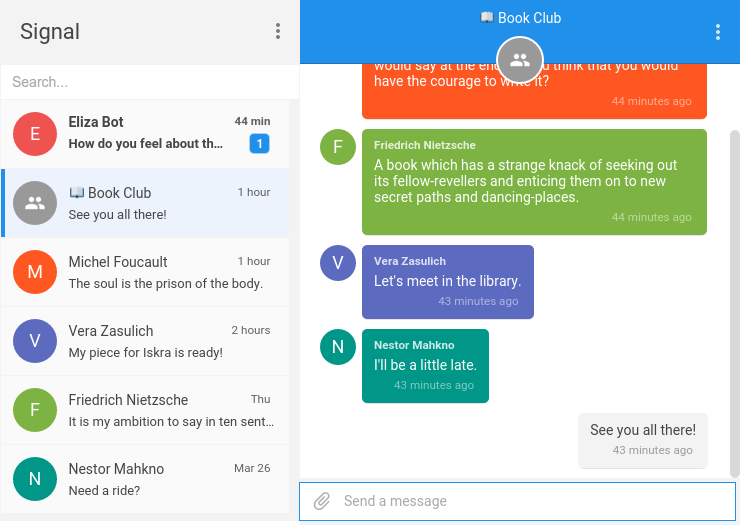 Signal
Search...
E
Eliza Bot
44 min
How do you feel about th...
1
Book Club
1 hour
See you all there!
M
Michel Foucault
1 hour
The soul is the prison of the body.
V
Vera Zasulich
2 hours
My piece for Iskra is ready!
F
Friedrich Nietzsche
Thu
It is my ambition to say in ten sent...
N
Nestor Mahkno
Mar 26
Need a ride?
Book Club
would say at the en u think that you would
have the courage to write it?
44 minutes ago
F
Friedrich Nietzsche
A book which has a strange knack of seeking out
its fellow-revellers and enticing them on to new
secret paths and dancing-places.
44 minutes ago
V
Vera Zasulich
Let's meet in the library.
43 minutes ago
N
Nestor Mahkno
I'll be a little late.
43 minutes ago
See you all there!
43 minutes ago
Send a message